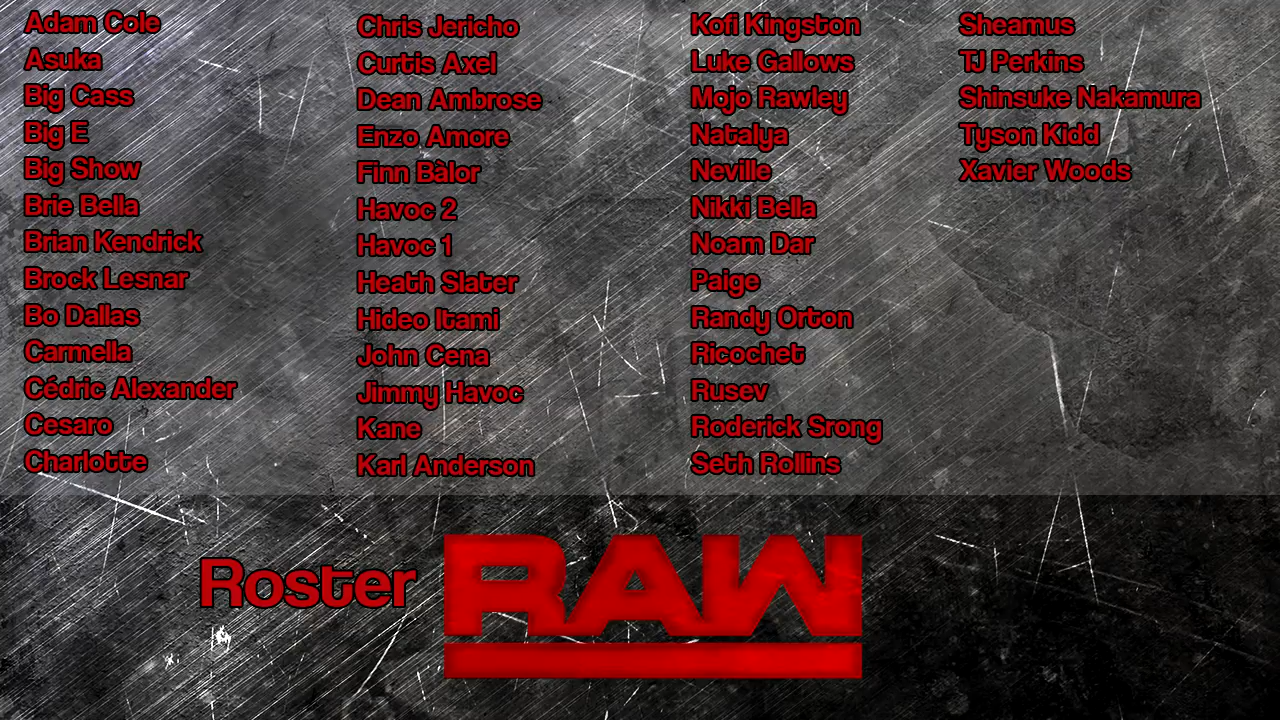 Adam Cole
Asuka
Big Cass
Big E
Big Show
Brie Bella
Brian Kendrick
Brock Lesnar
Bo Dallas
Carmella
Cédric Alexander
Cesaro
Charlotte
Chris Jericho
Curtis Axel
Dean Ambrose
Enzo Amore
Finn Bàlor
Havoc 2
Havoc 1
Heath Slater
Hideo Itami
John Cena
Jimmy Havoc
Kane
Karl Anderson
Kofi Kingston
Luke Gallows
Mojo Rawley
Natalya
Neville
Nikki Bella
Noam Dar
Paige
Randy Orton
Ricochet
Rusev
Roderick Srong
Seth Rollins
Sheamus
TJ Perkins
Shinsuke Nakamura
Tyson Kidd
Xavier Woods
Roster RAW